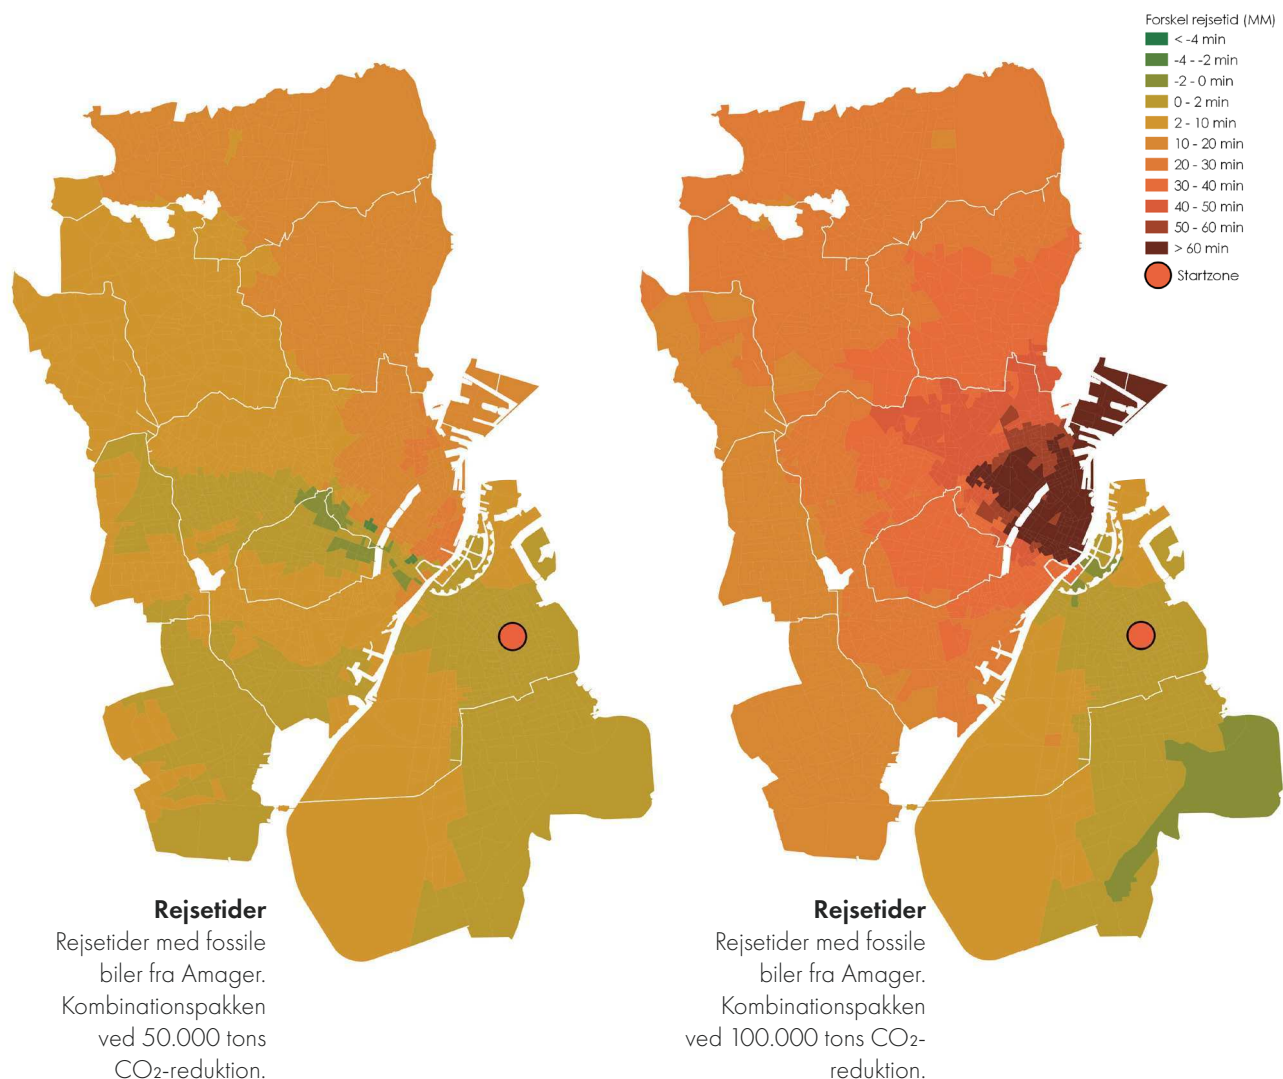 Forskel rejsetid (MM)
< -4 min
-4 - -2 min
-2 - 0 min
0 - 2 min
2 - 10 min
10 - 20 min
20 - 30 min
30 - 40 min
40 - 50 min
50 - 60 min
> 60 min
Startzone
Rejsetider
Rejsetider med fossile
biler fra Amager.
Kombinationspakken
ved 50.000 tons
CO2-reduktion.
Rejsetider
Rejsetider med fossile
biler fra Amager.
Kombinationspakken
ved 100.000 tons CO2-
reduktion.